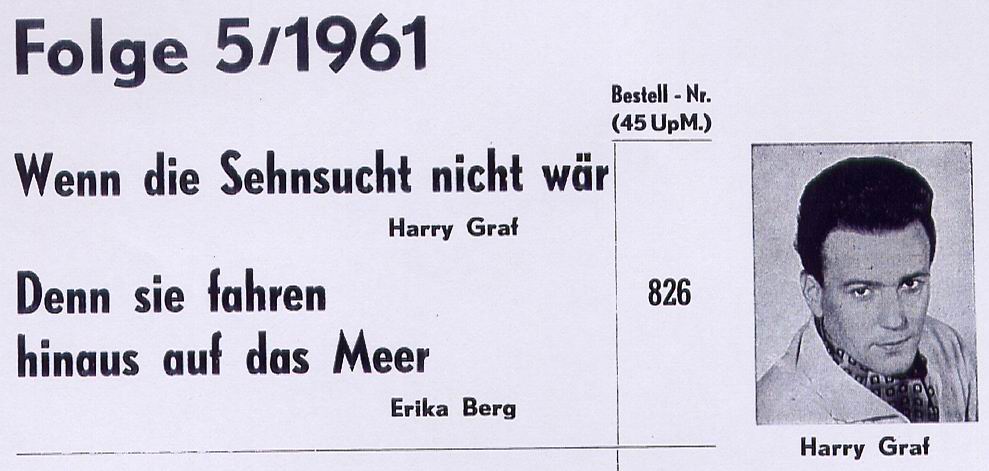 Folge 5/1961
Bestell - Nr.
(45 UpM.)
Wenn die Sehnsucht nicht wär
Harry Graf
Denn sie fahren
hinaus auf das Meer
826
Erika Berg
Harry Graf